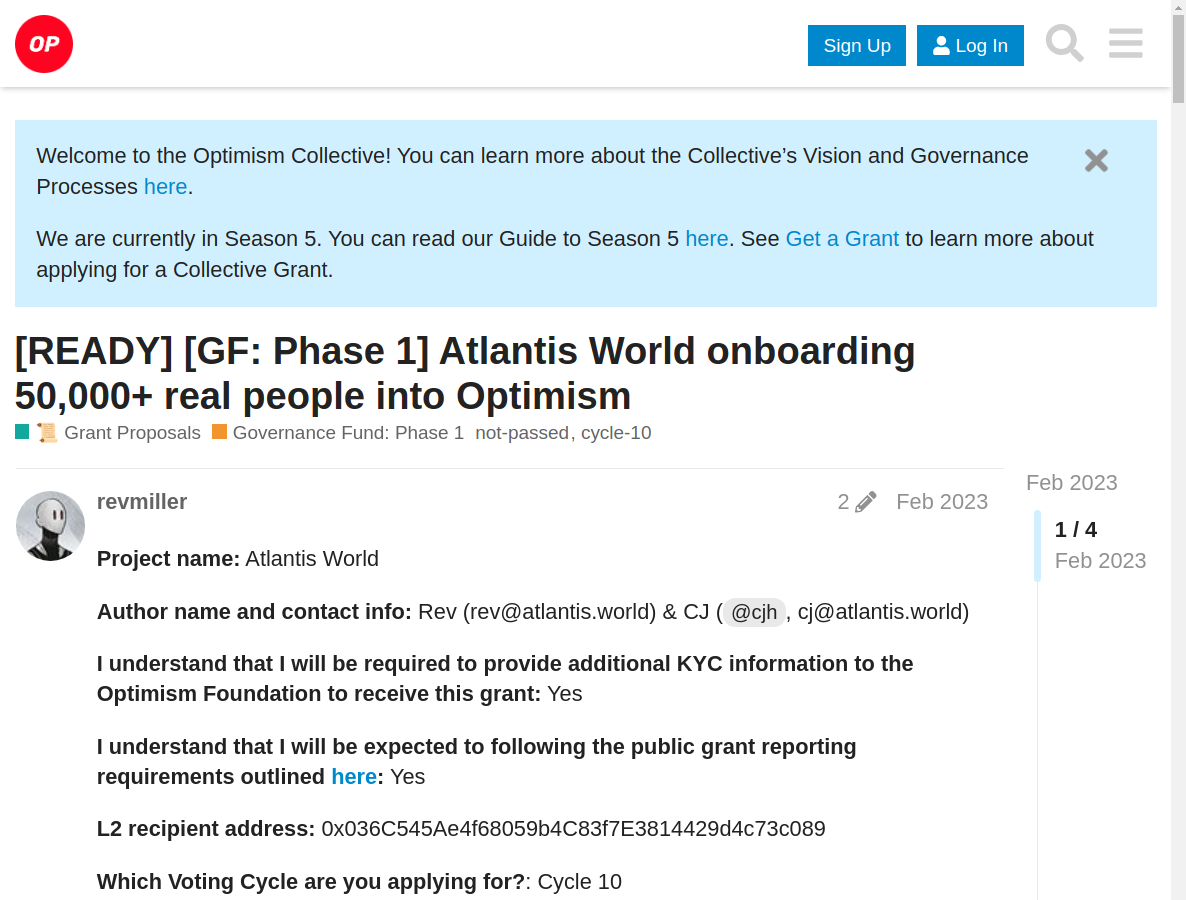 OP
Sign Up
Log In
Welcome to the Optimism Collective! You can learn more about the Collective’s Vision and Governance
Processes here.
We are currently in Season 5. You can read our Guide to Season 5 here. See Get a Grant to learn more about
applying for a Collective Grant.
[READY] [GF: Phase 1] Atlantis World onboarding
50,000+ real people into Optimism
📜 Grant Proposals Governance Fund: Phase 1 not-passed, cycle-10
Feb 2023
revmiller 2 Feb 2023
1 / 4
Feb 2023
Project name: Atlantis World
Author name and contact info: Rev (rev@atlantis.world) & CJ (@cjh, cj@atlantis.world)
I understand that I will be required to provide additional KYC information to the
Optimism Foundation to receive this grant: Yes
I understand that I will be expected to following the public grant reporting
requirements outlined here: Yes
L2 recipient address: 0x036C545Ae4f68059b4C83f7E3814429d4c73c089
Which Voting Cycle are you applying for?: Cycle 10